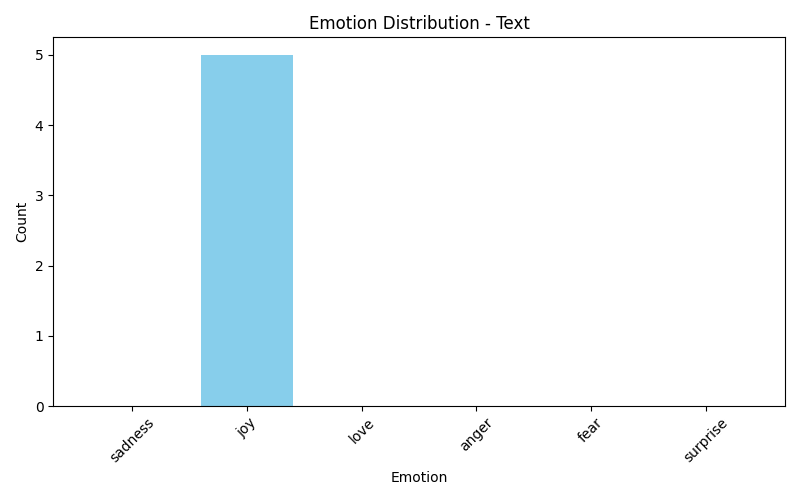 Emotion Distribution - Text
Count
5
4
3
2
1
0
sadness
joy
love
anger
fear
surprise
Emotion